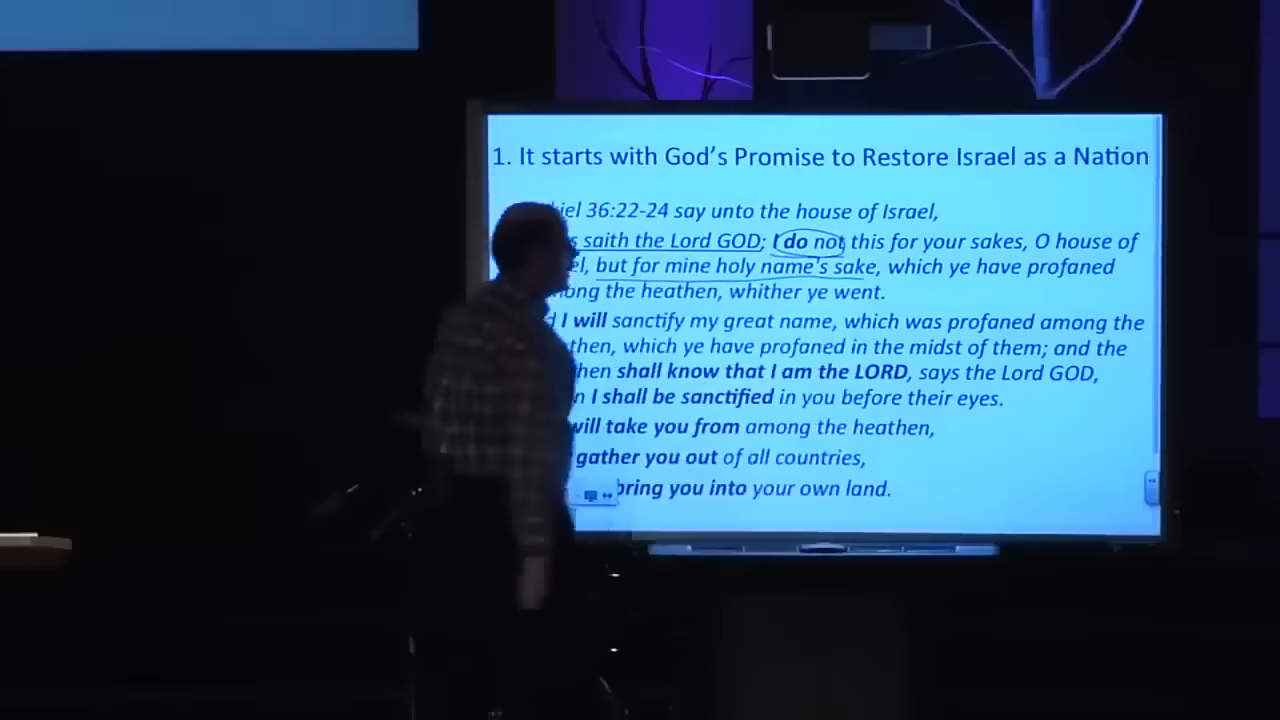 1. It starts with God's Promise to Restore Israel as a Nation
36:22-24 say unto the house of Israel,
saith the Lord GOD; I do not this for your sakes, O house of
but for mine holy name's sake, which ye have profaned
the heathen, whither ye went.
I will sanctify my great name, which was profaned among the
which ye have profaned in the midst of them; and the
shall know that I am the LORD, says the Lord GOD,
I shall be sanctified in you before their eyes.
will take you from among the heathen,
gather you out of all countries,
bring you into your own land.